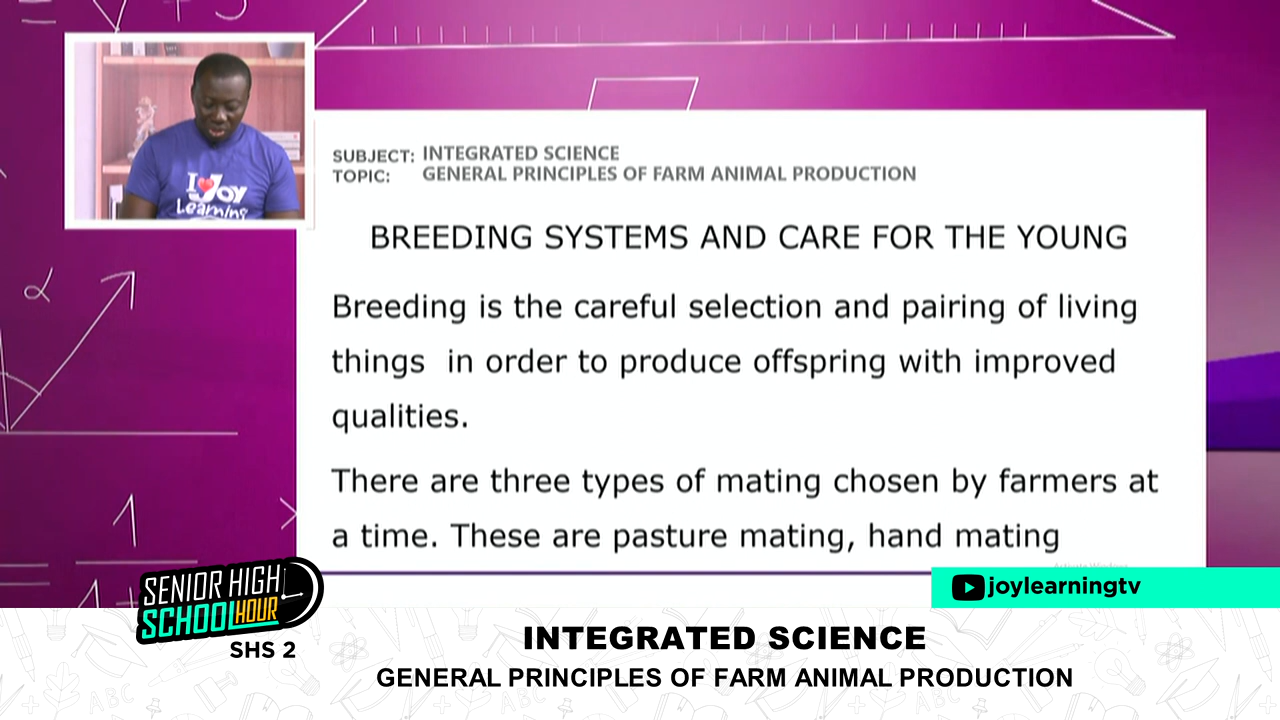 I ♥ Joy
Learning
SUBJECT: INTEGRATED SCIENCE
TOPIC: GENERAL PRINCIPLES OF FARM ANIMAL PRODUCTION
BREEDING SYSTEMS AND CARE FOR THE YOUNG
Breeding is the careful selection and pairing of living
things in order to produce offspring with improved
qualities.
There are three types of mating chosen by farmers at
a time. These are pasture mating, hand mating
α
1
SENIOR HIGH
SCHOOL HOUR
SHS 2
joylearningtv
INTEGRATED SCIENCE
GENERAL PRINCIPLES OF FARM ANIMAL PRODUCTION